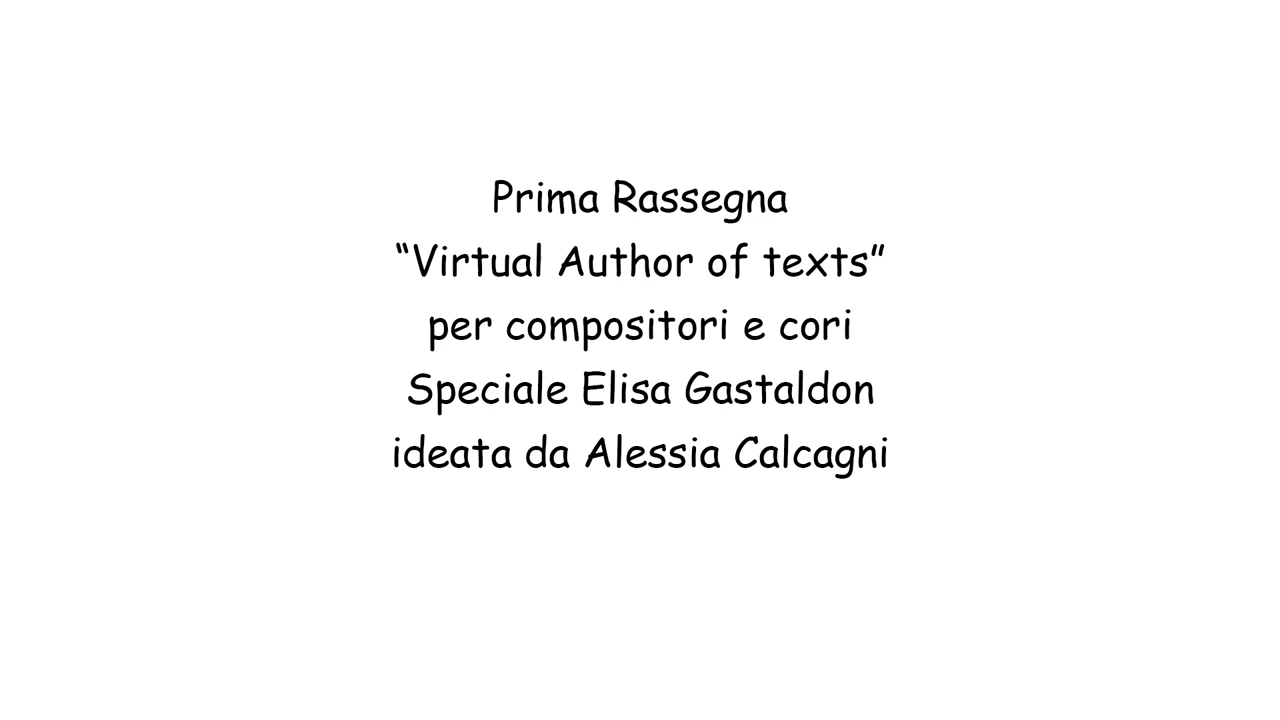 Prima Rassegna
“Virtual Author of texts”
per compositori e cori
Speciale Elisa Gastaldon
ideata da Alessia Calcagni